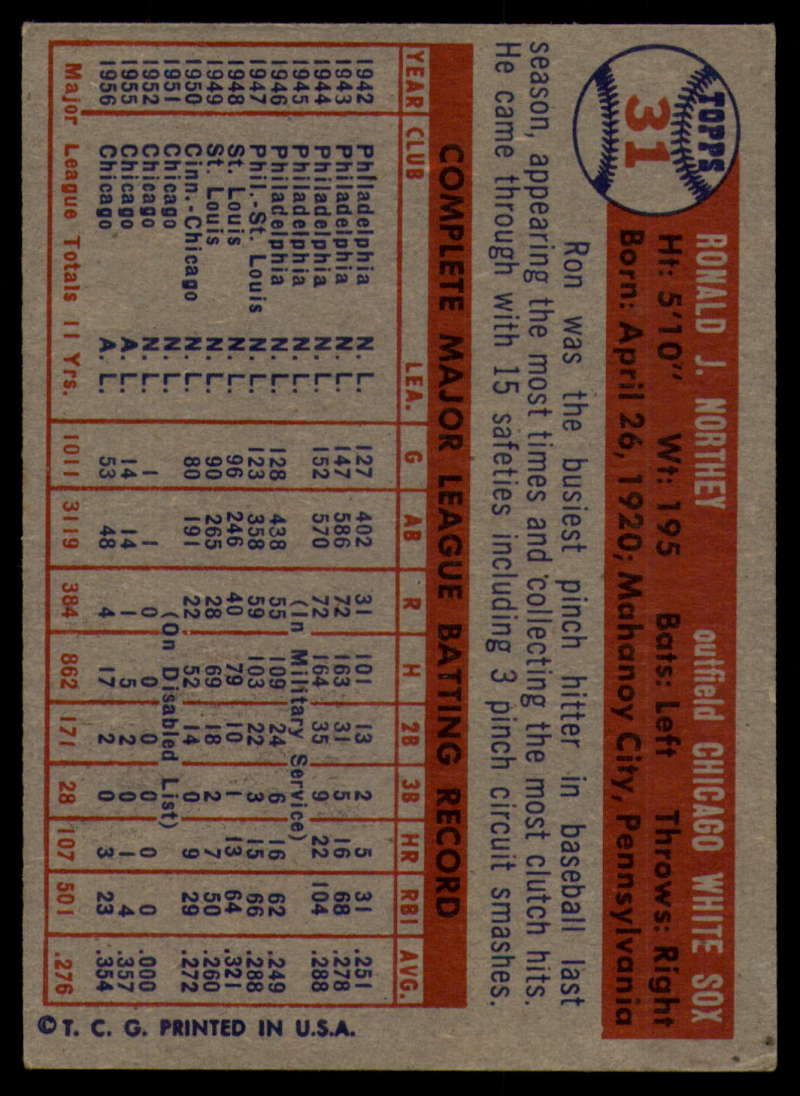 TOPPS
31
RONALD J. NORTHEY outfield CHICAGO WHITE SOX
Ht: 5'10" Wt: 195 Bats: Left Throws: Right
Born: April 26, 1920; Mahanoy City, Pennsylvania
Ron was the busiest pinch hitter in baseball last
season, appearing the most times and collecting the most clutch hits.
He came through with 15 safeties including 3 pinch circuit smashes.
COMPLETE MAJOR LEAGUE BATTING RECORD
YEAR CLUB LEA. G AB R H 2B 3B HR RBI AVG.
1942 Philadelphia N. L. 127 402 31 101 13 2 5 31 .251
1943 Philadelphia N. L. 147 586 72 163 31 5 16 68 .278
1944 Philadelphia N. L. 152 570 72 164 35 9 22 104 .288
1945 Philadelphia N. L. (In Military Service)
1946 Philadelphia N. L. 128 438 55 109 24 6 16 62 .249
1947 Phil.-St. Louis N. L. 123 358 59 103 22 3 15 66 .288
1948 St. Louis N. L. 96 246 40 79 10 1 13 64 .321
1949 St. Louis N. L. 90 265 28 69 18 2 7 50 .260
1950 Cinn.-Chicago N. L. 80 191 22 52 14 0 9 29 .272
1951 Chicago N. L. (On Disabled List)
1952 Chicago N. L. 1 1 0 0 0 0 0 0 .000
1955 Chicago A. L. 14 14 1 5 2 0 1 4 .357
1956 Chicago A. L. 53 48 4 17 2 0 3 23 .354
Major League Totals 11 Yrs. 1011 3119 384 862 171 28 107 501 .276
© T. C. G. PRINTED IN U.S.A.